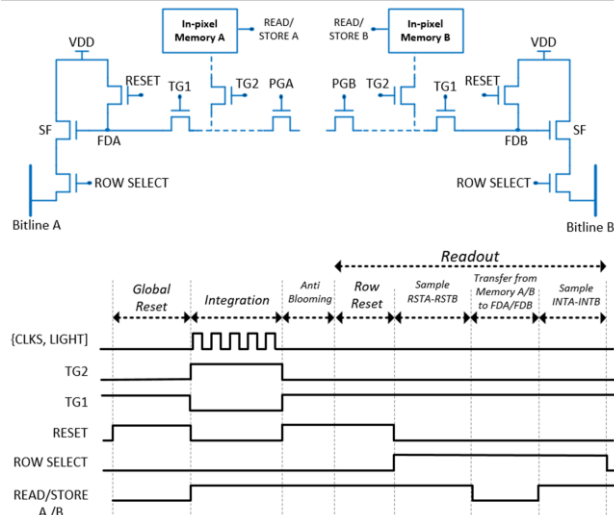 In-pixel
Memory A
READ/
STORE A
READ/
STORE B
In-pixel
Memory B
VDD
RESET
TG1
TG2
PGA
PGB
TG2
TG1
RESET
VDD
SF
FDA
FDB
SF
ROW SELECT
ROW SELECT
Bitline A
Bitline B
Readout
Global
Reset
Integration
Anti
Blooming
Row
Reset
Sample
RSTA-RSTB
Transfer from
Memory A/B
to FDA/FDB
Sample
INTA-INTB
{CLKS, LIGHT]
TG2
TG1
RESET
ROW SELECT
READ/STORE
A /B